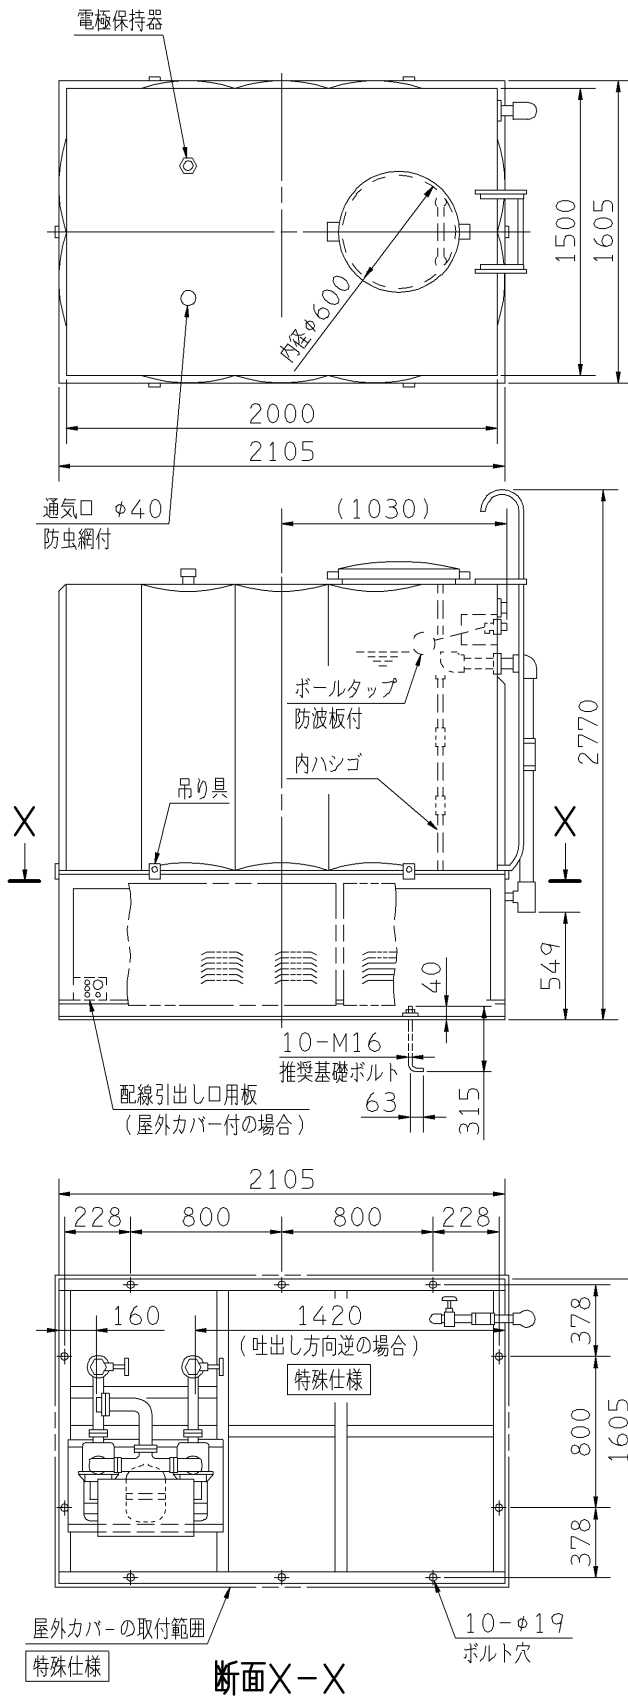 電極保持器
1500
1605
内径φ600
2000
2105
通気口 φ40
防虫網付
(1030)
ボールタップ
防波板付
2770
内ハシゴ
吊り具
X
X
549
40
10-M16
推奨基礎ボルト
63
315
配線引出し口用板
(屋外カバー付の場合)
2105
228
800
800
228
160
1420
(吐出し方向逆の場合)
特殊仕様
378
800
1605
378
屋外カバーの取付範囲
特殊仕様
10-φ19
ボルト穴
断面X-X